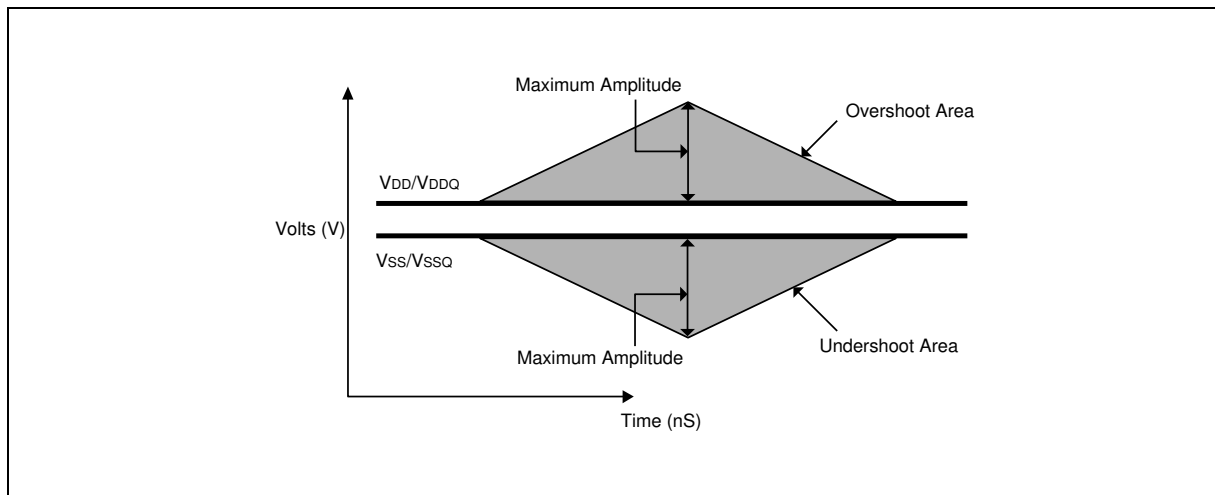 Maximum Amplitude
Overshoot Area
VDD/VDDQ
Volts (V)
VSS/VSSQ
Maximum Amplitude
Undershoot Area
Time (nS)